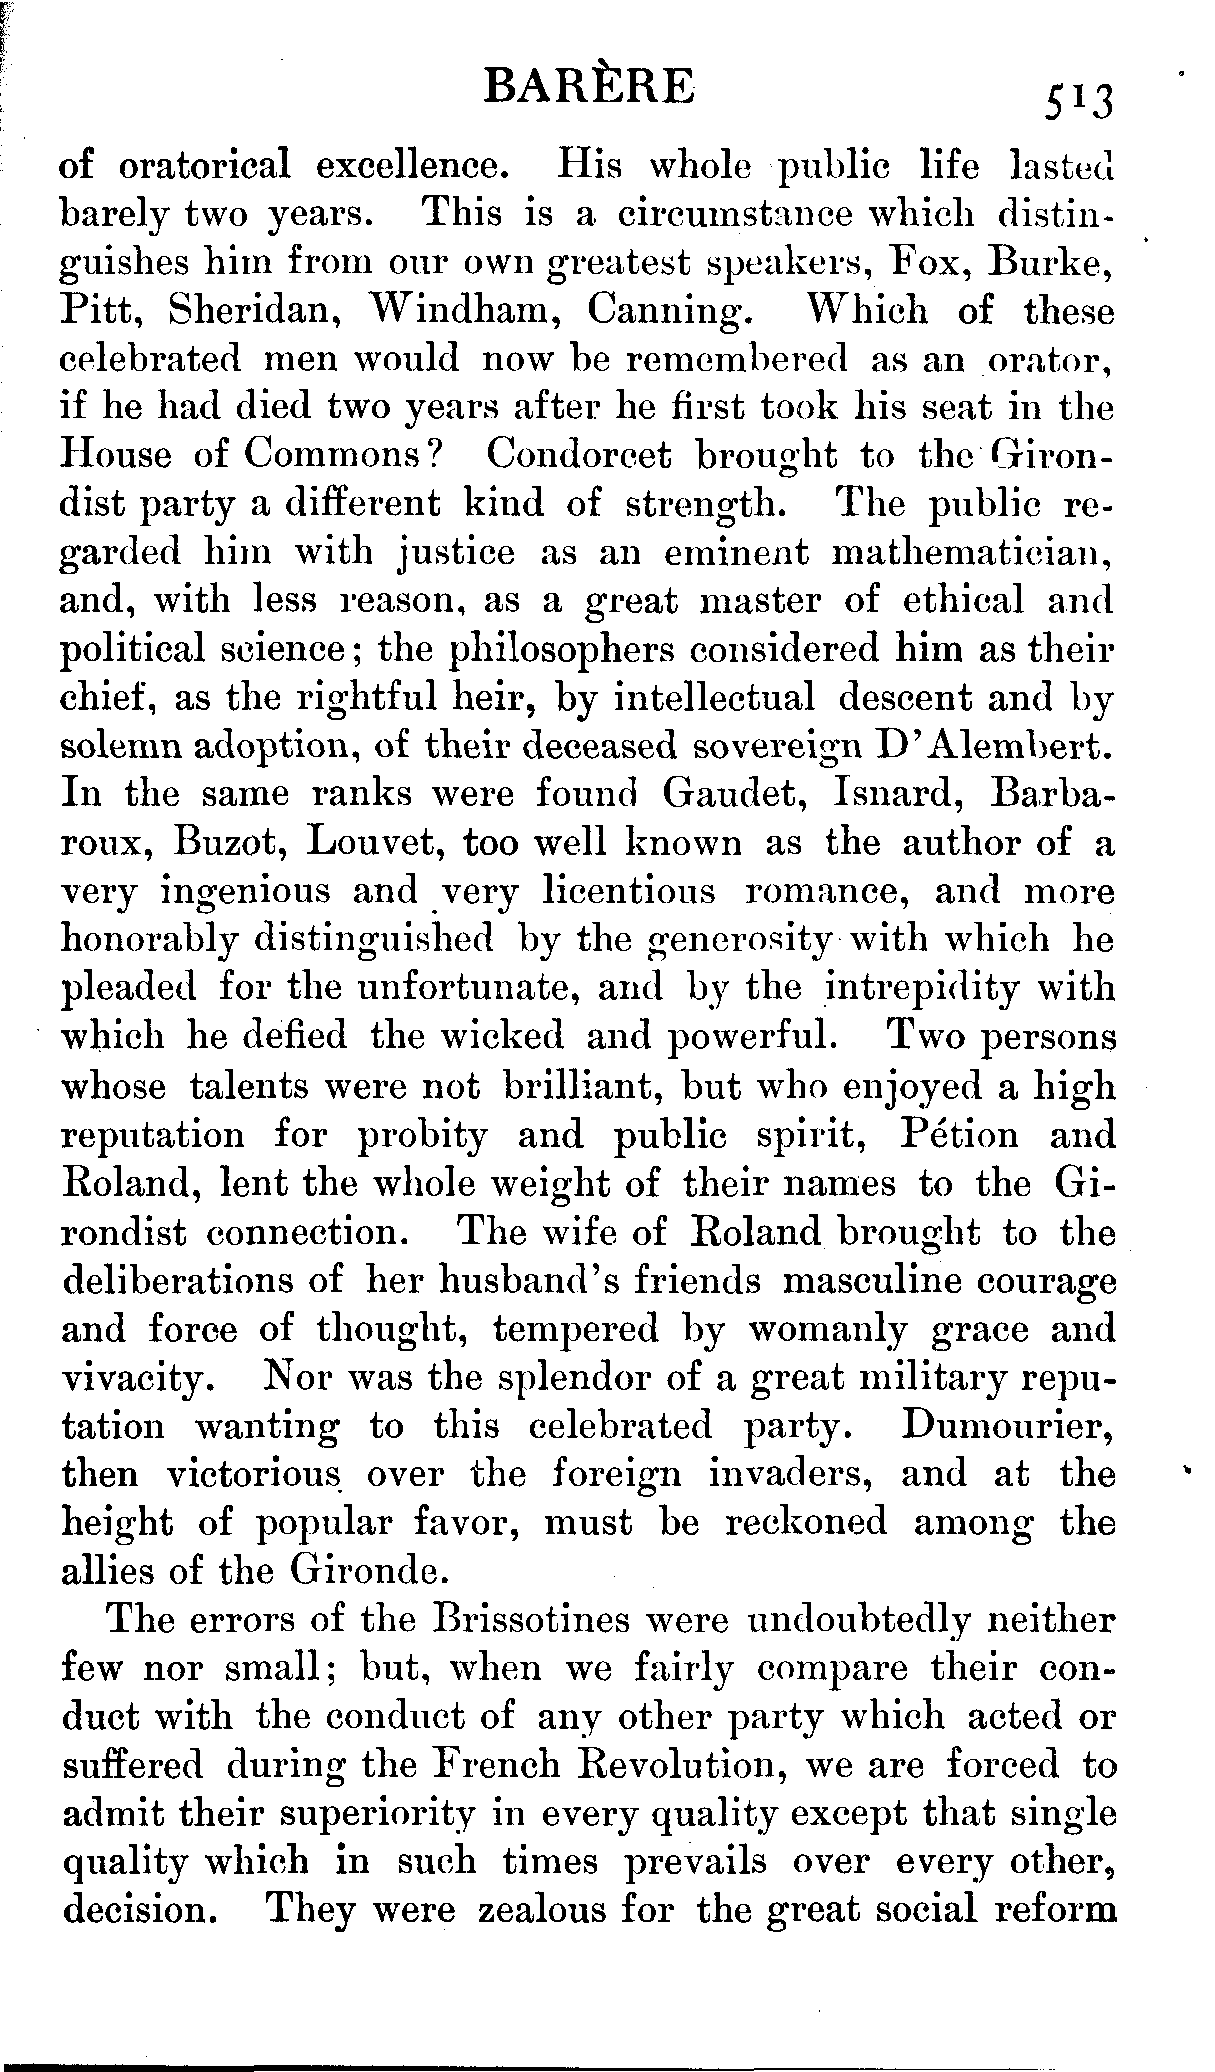 BARÈRE
513
of oratorical excellence. His whole public life lasted
barely two years. This is a circumstance which distin-
guishes him from our own greatest speakers, Fox, Burke,
Pitt, Sheridan, Windham, Canning. Which of these
celebrated men would now be remembered as an orator,
if he had died two years after he first took his seat in the
House of Commons? Condorcet brought to the Giron-
dist party a different kind of strength. The public re-
garded him with justice as an eminent mathematician,
and, with less reason, as a great master of ethical and
political science; the philosophers considered him as their
chief, as the rightful heir, by intellectual descent and by
solemn adoption, of their deceased sovereign D'Alembert.
In the same ranks were found Gaudet, Isnard, Barba-
roux, Buzot, Louvet, too well known as the author of a
very ingenious and very licentious romance, and more
honorably distinguished by the generosity with which he
pleaded for the unfortunate, and by the intrepidity with
which he defied the wicked and powerful. Two persons
whose talents were not brilliant, but who enjoyed a high
reputation for probity and public spirit, Pétion and
Roland, lent the whole weight of their names to the Gi-
rondist connection. The wife of Roland brought to the
deliberations of her husband's friends masculine courage
and force of thought, tempered by womanly grace and
vivacity. Nor was the splendor of a great military repu-
tation wanting to this celebrated party. Dumourier,
then victorious over the foreign invaders, and at the
height of popular favor, must be reckoned among the
allies of the Gironde.
The errors of the Brissotines were undoubtedly neither
few nor small; but, when we fairly compare their con-
duct with the conduct of any other party which acted or
suffered during the French Revolution, we are forced to
admit their superiority in every quality except that single
quality which in such times prevails over every other,
decision. They were zealous for the great social reform